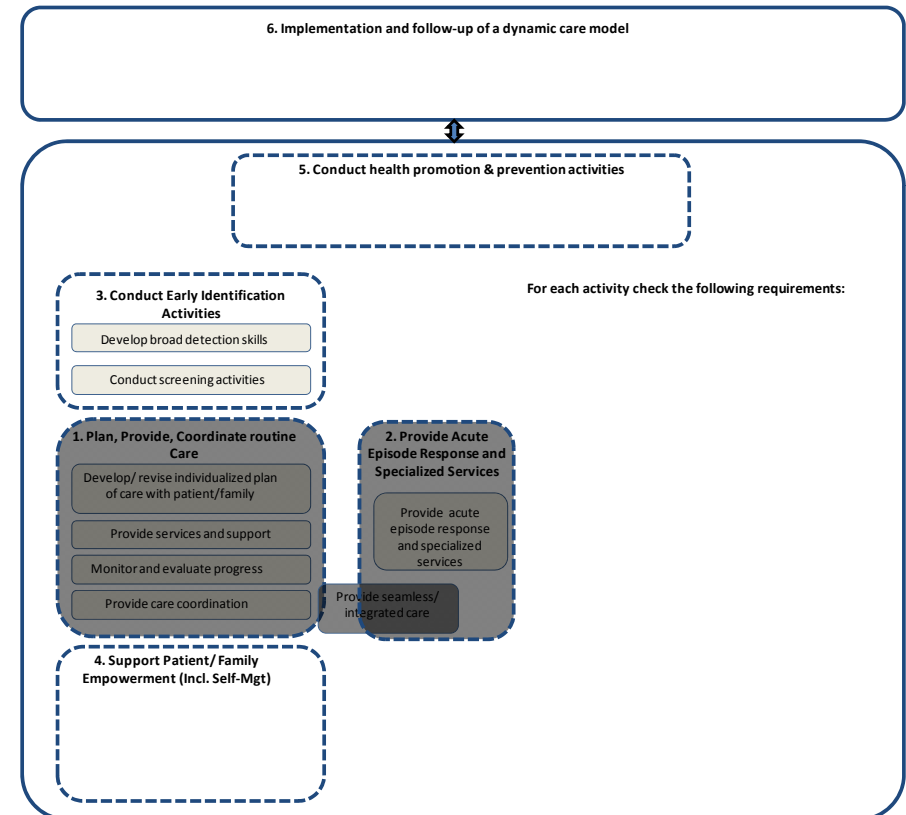 6. Implementation and follow-up of a dynamic care model
5. Conduct health promotion & prevention activities
For each activity check the following requirements:
3. Conduct Early Identification
Activities
Develop broad detection skills
Conduct screening activities
1. Plan, Provide, Coordinate routine
Care
Develop/ revise individualized plan
of care with patient/family
Provide services and support
Monitor and evaluate progress
Provide care coordination
2. Provide Acute
Episode Response and
Specialized Services
Provide acute
episode response
and specialized
services
Provide seamless/
integrated care
4. Support Patient/ Family
Empowerment (Incl. Self-Mgt)